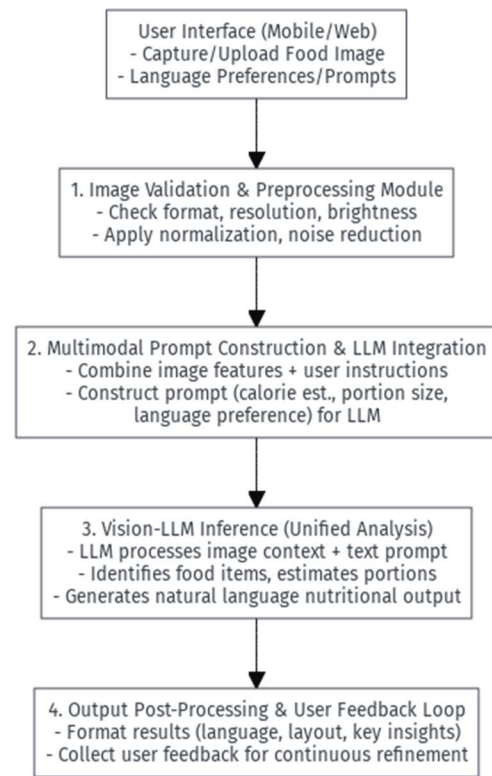 User Interface (Mobile/Web)
- Capture/Upload Food Image
- Language Preferences/Prompts
1. Image Validation & Preprocessing Module
- Check format, resolution, brightness
- Apply normalization, noise reduction
2. Multimodal Prompt Construction & LLM Integration
- Combine image features + user instructions
- Construct prompt (calorie est., portion size,
language preference) for LLM
3. Vision-LLM Inference (Unified Analysis)
- LLM processes image context + text prompt
- Identifies food items, estimates portions
- Generates natural language nutritional output
4. Output Post-Processing & User Feedback Loop
- Format results (language, layout, key insights)
- Collect user feedback for continuous refinement